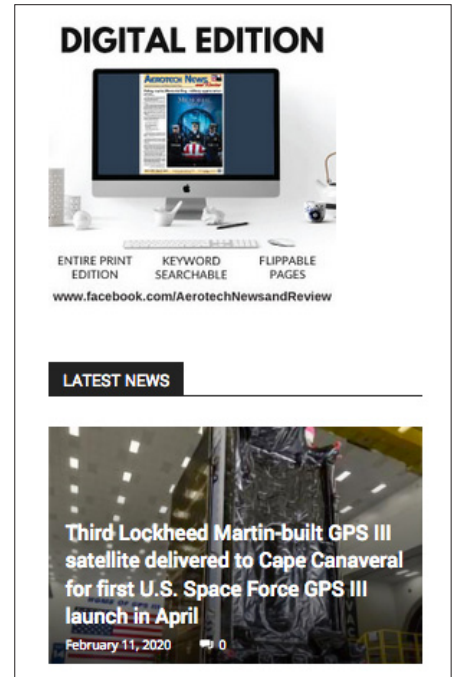 DIGITAL EDITION
AEROTECH NEWS
ENTIRE PRINT EDITION
KEYWORD SEARCHABLE
FLIPPABLE PAGES
www.facebook.com/AerotechNewsandReview
LATEST NEWS
Third Lockheed Martin-built GPS III
satellite delivered to Cape Canaveral
for first U.S. Space Force GPS III
launch in April
February 11, 2020 0